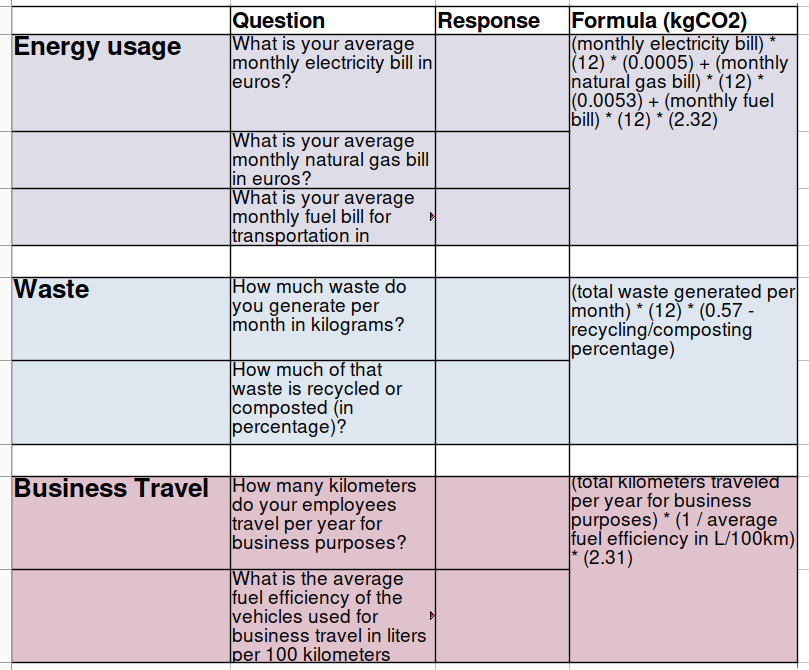 Question Response Formula (kgCO2)
Energy usage
What is your average
monthly electricity bill in
euros?
(monthly electricity bill) *
(12) * (0.0005) + (monthly
natural gas bill) * (12) *
(0.0053) + (monthly fuel
bill) * (12) * (2.32)
What is your average
monthly natural gas bill
in euros?
What is your average
monthly fuel bill for
transportation in
Waste
How much waste do
you generate per
month in kilograms?
(total waste generated per
month) * (12) * (0.57 -
recycling/composting
percentage)
How much of that
waste is recycled or
composted (in
percentage)?
Business Travel
How many kilometers
do your employees
travel per year for
business purposes?
(total kilometers traveled
per year for business
purposes) * (1 / average
fuel efficiency in L/100km)
* (2.31)
What is the average
fuel efficiency of the
vehicles used for
business travel in liters
per 100 kilometers